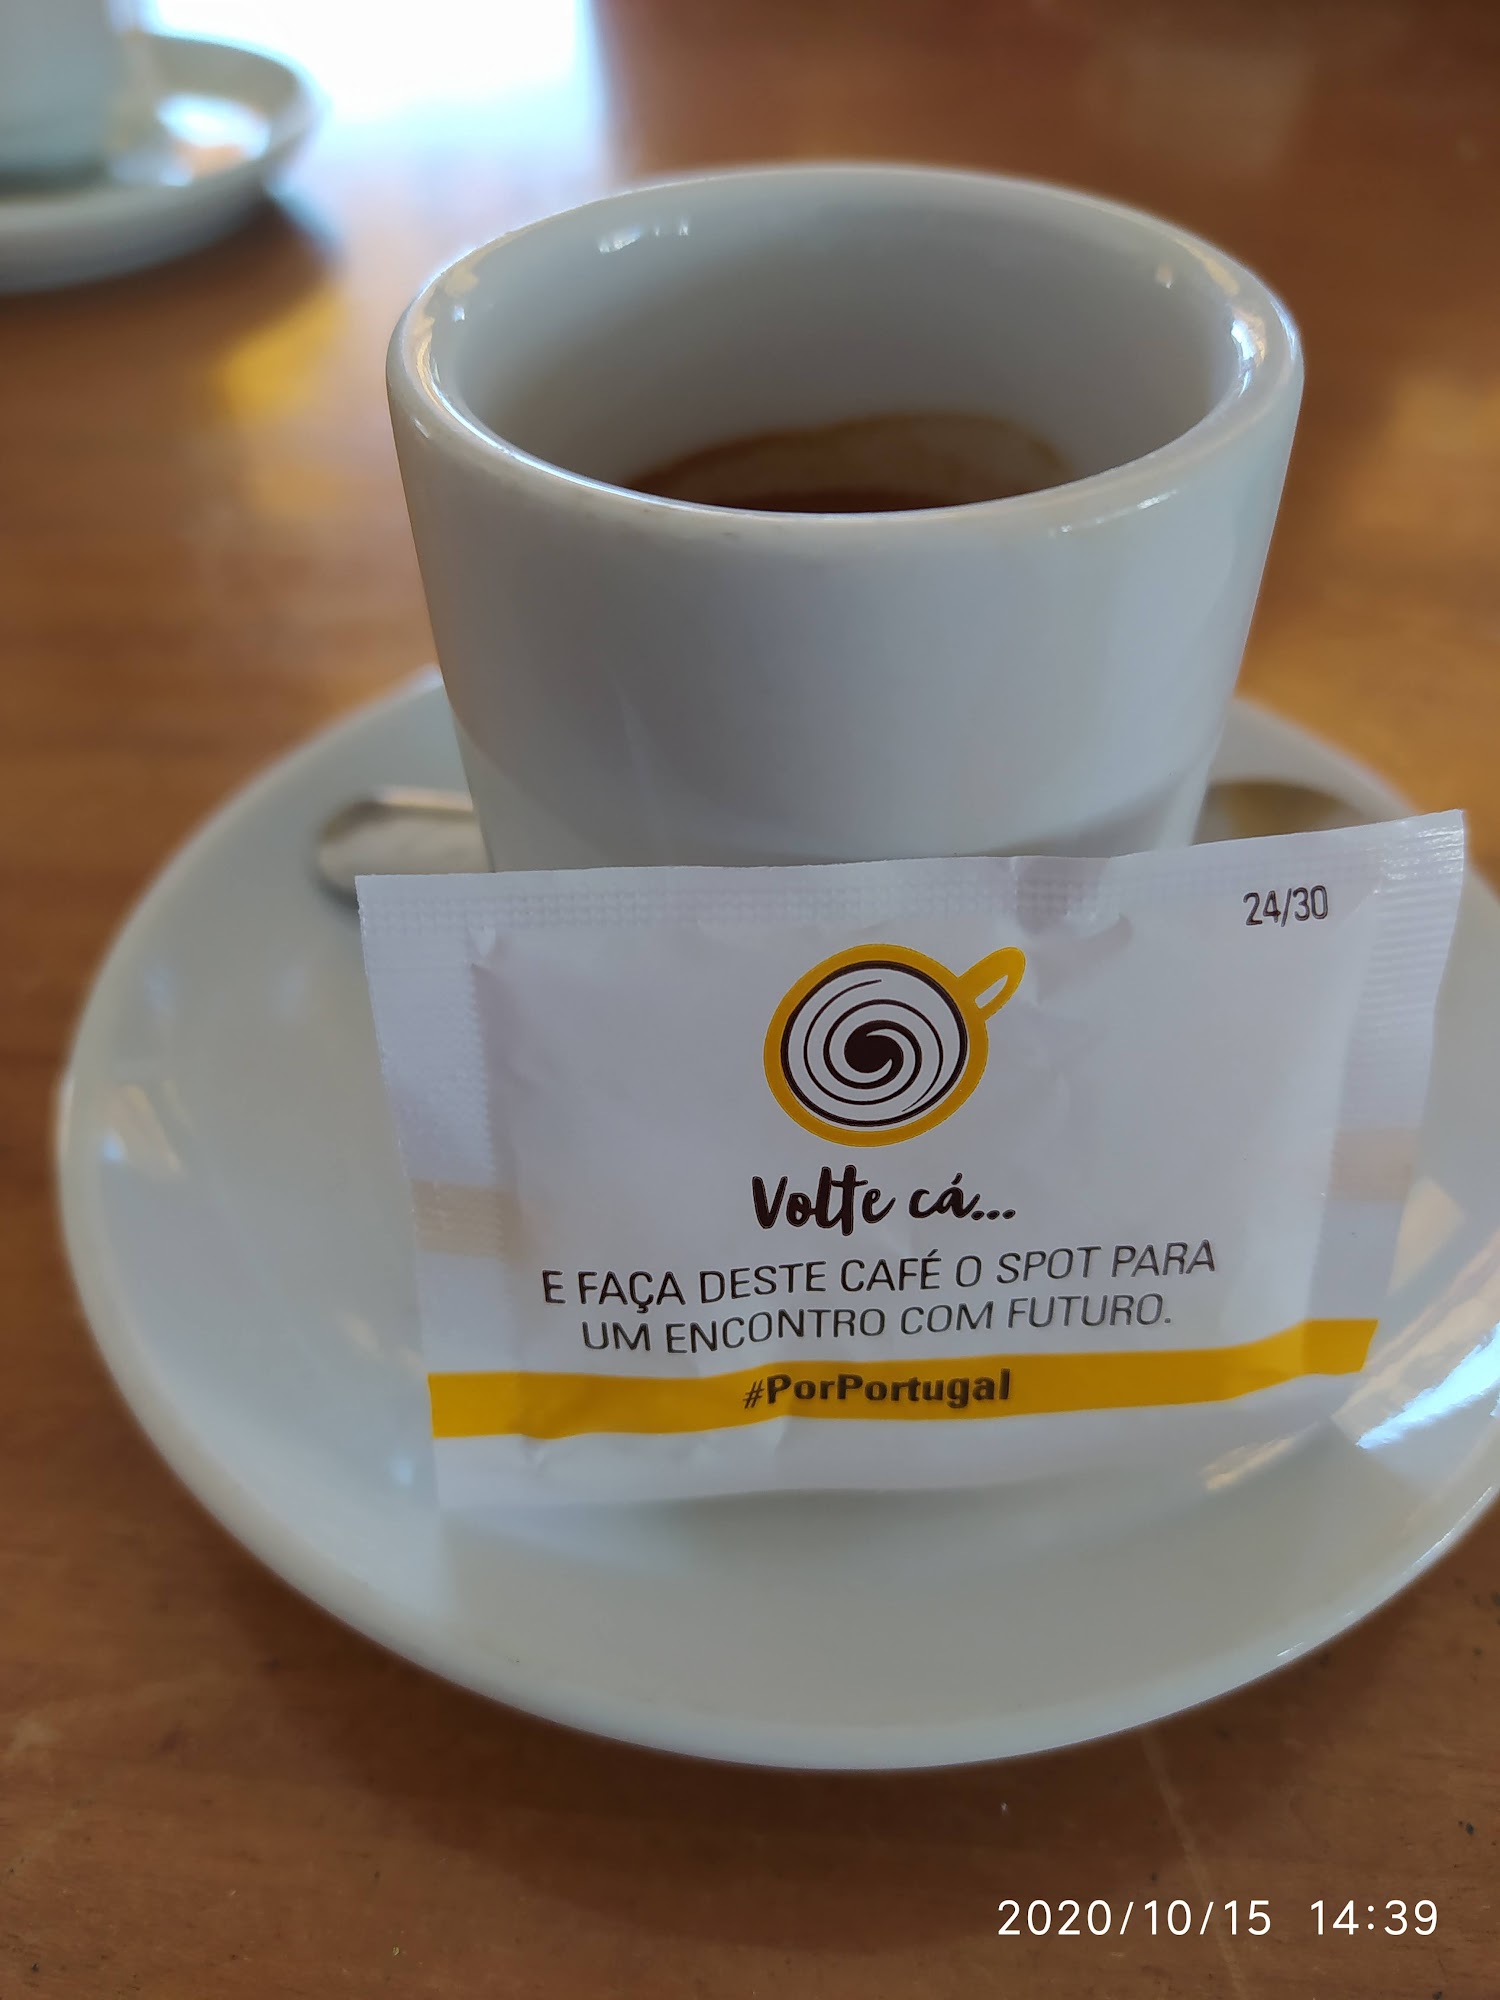 24/30
Volte cá...
E FAÇA DESTE CAFÉ O SPOT PARA
UM ENCONTRO COM FUTURO.
#PorPortugal
2020/10/15 14:39